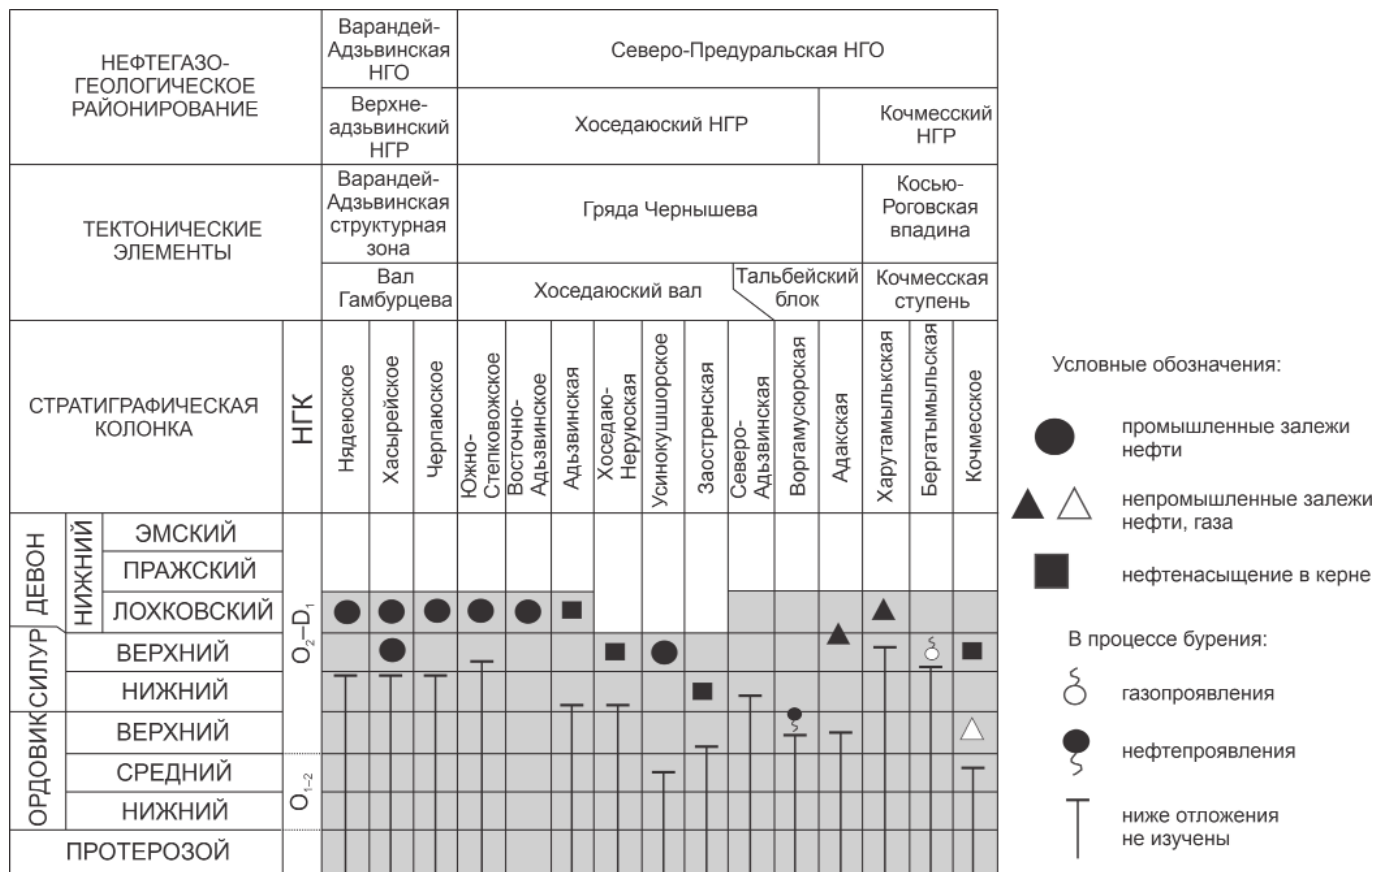 НЕФТЕГАЗО-
ГЕОЛОГИЧЕСКОЕ
РАЙОНИРОВАНИЕ
Варандей-
Адзьвинская
НГО
Северо-Предуральская НГО
Верхне-
адзьвинский
НГР
Хоседаюский НГР
Кочмесский
НГР
ТЕКТОНИЧЕСКИЕ
ЭЛЕМЕНТЫ
Варандей-
Адзьвинская
структурная
зона
Гряда Чернышева
Косью-
Роговская
впадина
Вал
Гамбурцева
Хоседаюский вал
Тальбейский
блок
Кочмесская
ступень
СТРАТИГРАФИЧЕСКАЯ
КОЛОНКА
НГК
Нядеюское
Хасырейское
Черпаюское
Южно-
Степковожское
Восточно-
Адьзвинское
Адьзвинская
Хоседаю-
Неруюская
Усинокушшорское
Заостренская
Северо-
Адьзвинская
Воргамусюрская
Адакская
Харутамылькская
Бергатымыльская
Кочмесское
ДЕВОН
НИЖНИЙ
ЭМСКИЙ
ПРАЖСКИЙ
ЛОХКОВСКИЙ
СИЛУР
ВЕРХНИЙ
НИЖНИЙ
ОРДОВИК
ВЕРХНИЙ
СРЕДНИЙ
НИЖНИЙ
ПРОТЕРОЗОЙ
O₂–D₁
O₁₋₂
Условные обозначения:
промышленные залежи
нефти
непромышленные залежи
нефти, газа
нефтенасыщение в керне
В процессе бурения:
газопроявления
нефтепроявления
ниже отложения
не изучены